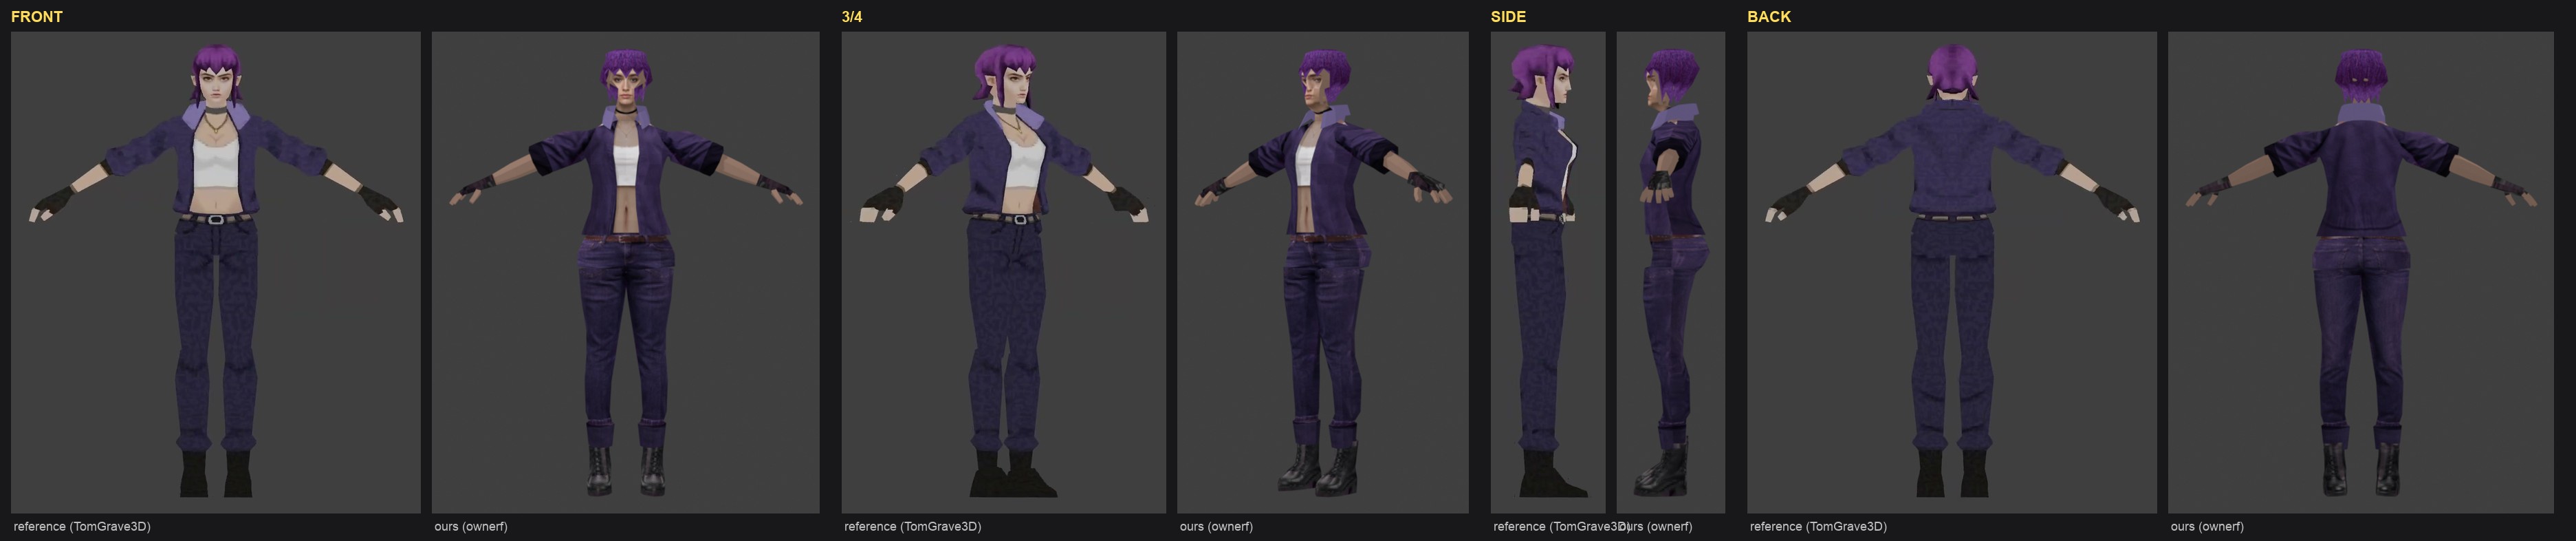 FRONT
3/4
SIDE
BACK
reference (TomGrave3D)
ours (ownerf)
reference (TomGrave3D)
ours (ownerf)
reference (TomGrave3D)
ours (ownerf)
reference (TomGrave3D)
ours (ownerf)